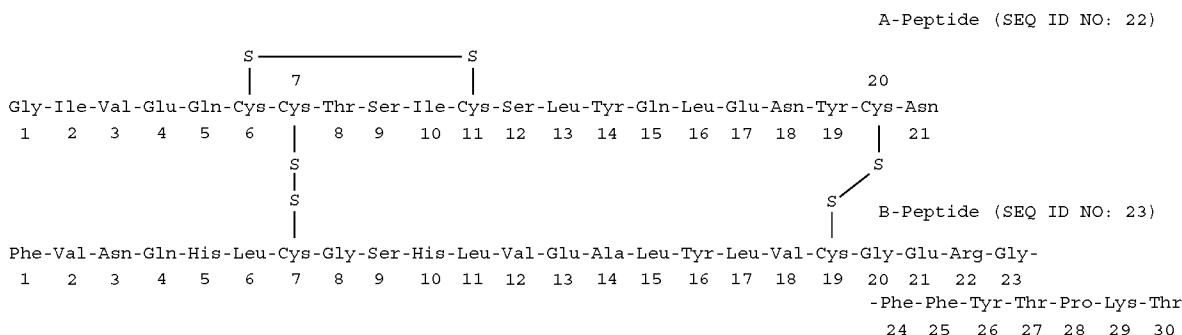 A-Peptide (SEQ ID NO: 22)
S S
7 20
Gly-Ile-Val-Glu-Gln-Cys-Cys-Thr-Ser-Ile-Cys-Ser-Leu-Tyr-Gln-Leu-Glu-Asn-Tyr-Cys-Asn
1 2 3 4 5 6 8 9 10 11 12 13 14 15 16 17 18 19 21
S S
S S
B-Peptide (SEQ ID NO: 23)
Phe-Val-Asn-Gln-His-Leu-Cys-Gly-Ser-His-Leu-Val-Glu-Ala-Leu-Tyr-Leu-Val-Cys-Gly-Glu-Arg-Gly-
1 2 3 4 5 6 7 8 9 10 11 12 13 14 15 16 17 18 19 20 21 22 23
-Phe-Phe-Tyr-Thr-Pro-Lys-Thr
24 25 26 27 28 29 30